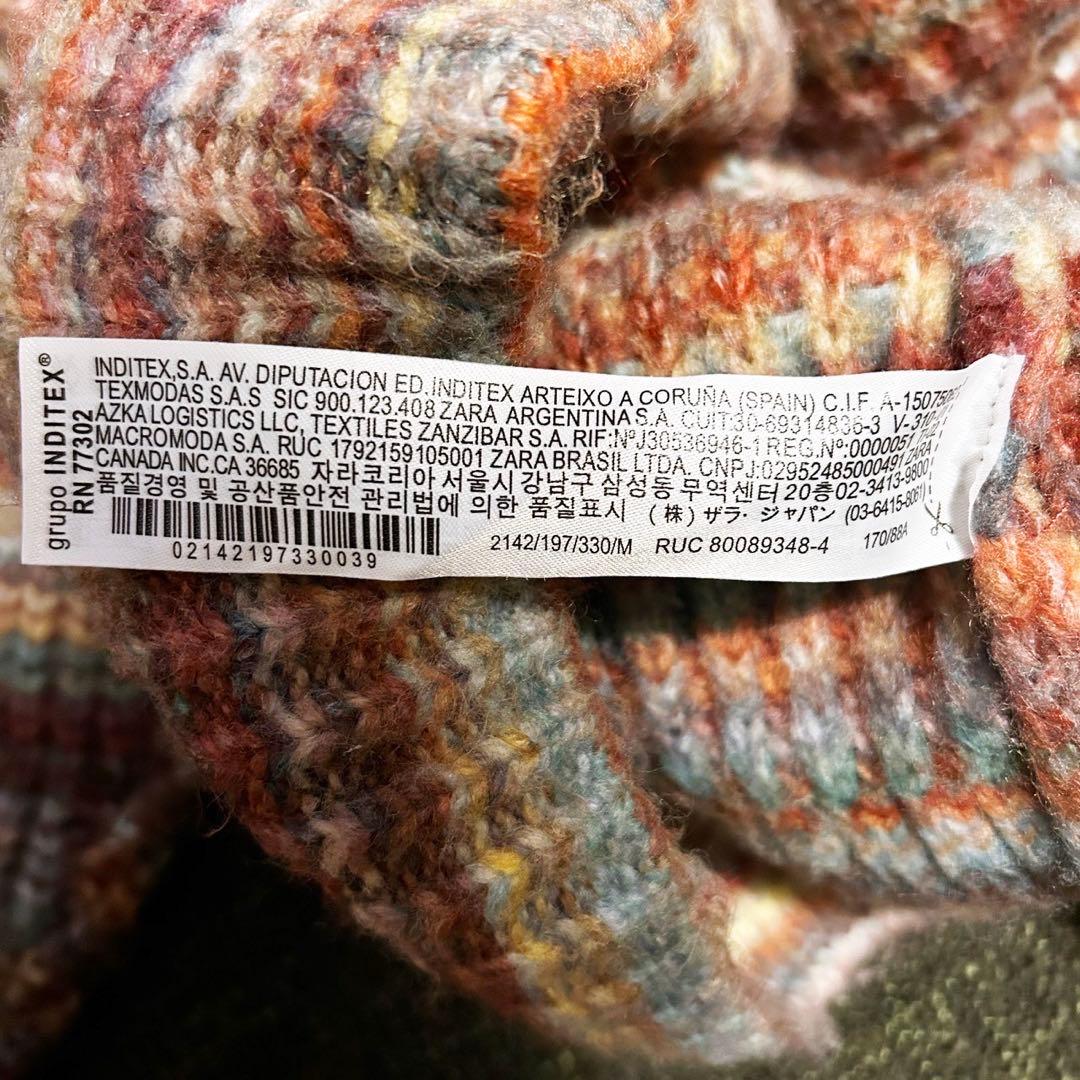 grupo INDITEX®
RN 77302
INDITEX,S.A. AV. DIPUTACION ED.INDITEX ARTEIXO A CORUÑA (SPAIN) C.I.F.
TEXMODAS S.A.S SIC 900.123.408 ZARA ARGENTINA S.A. CUIT:30-69314836-3
AZKA LOGISTICS LLC, TEXTILES ZANZIBAR S.A. RIF:NºJ30536946-1 REG.Nº:0000051
MACROMODA S.A. RÚC 1792159105001 ZARA BRASIL LTDA. CNPJ:02952485000491 ZARA
CANADA INC.CA 36685 자라코리아 서울시 강남구 삼성동 무역센터 20층 02-3413-9800
품질경영 및 공산품안전 관리법에 의한 품질표시 (株) ザラ・ジャパン (03-6415-8061)
02142197330039
2142/197/330/M RUC 80089348-4 170/88A